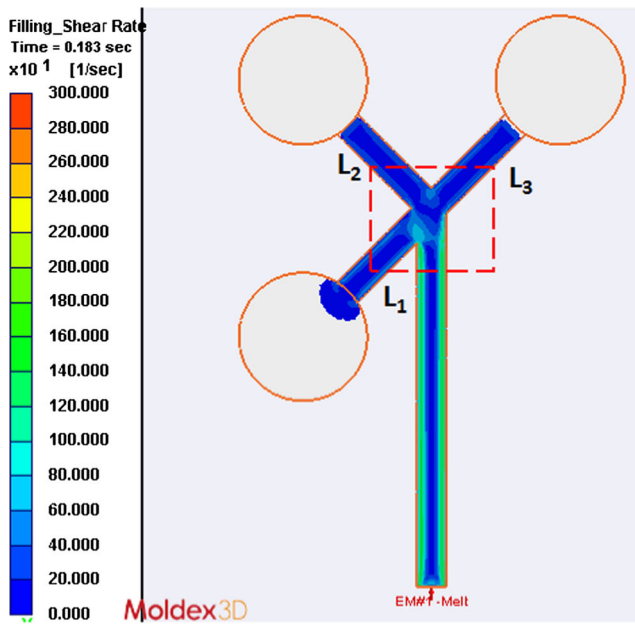 Filling_Shear Rate
Time = 0.183 sec
x10 1 [1/sec]
300.000
280.000
260.000
240.000
220.000
200.000
180.000
160.000
140.000
120.000
100.000
80.000
60.000
40.000
20.000
0.000
L2
L3
L1
EM#1 -Melt
Moldex3D